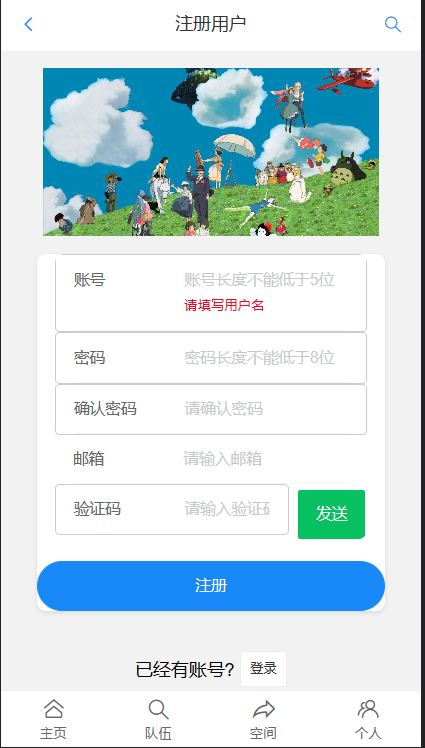 注册用户
账号 账号长度不能低于5位
请填写用户名
密码 密码长度不能低于8位
确认密码 请确认密码
邮箱 请输入邮箱
验证码 请输入验证码 发送
注册
已经有账号? 登录
主页 队伍 空间 个人